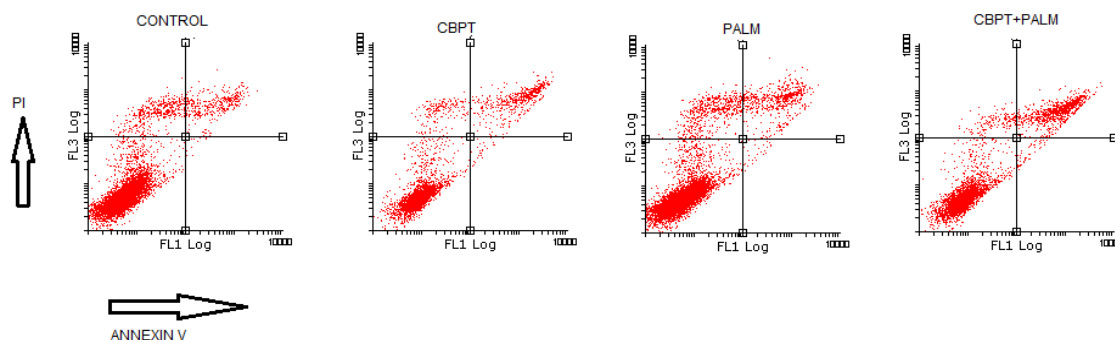 CONTROL
CBPT
PALM
CBPT+PALM
PI
FL3 Log
FL3 Log
FL3 Log
FL3 Log
FL1 Log
FL1 Log
FL1 Log
FL1 Log
ANNEXIN V